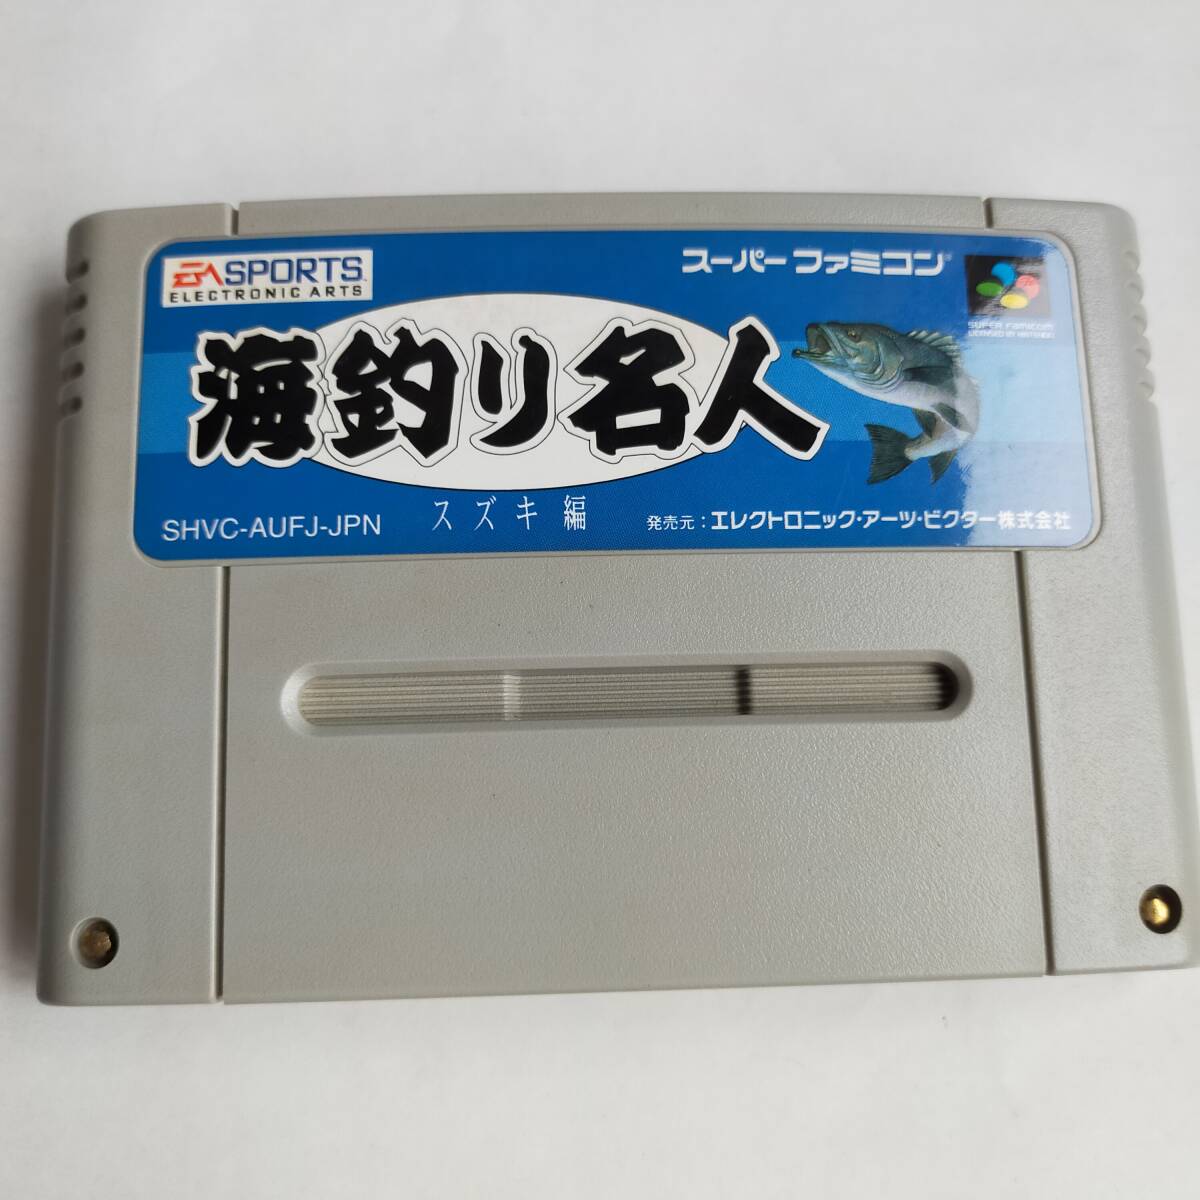 EA SPORTS
ELECTRONIC ARTS
スーパーファミコン
SUPER Famicom
LICENSED BY NINTENDO
海釣り名人
スズキ編
SHVC-AUFJ-JPN
発売元：エレクトロニック・アーツ・ビクター株式会社